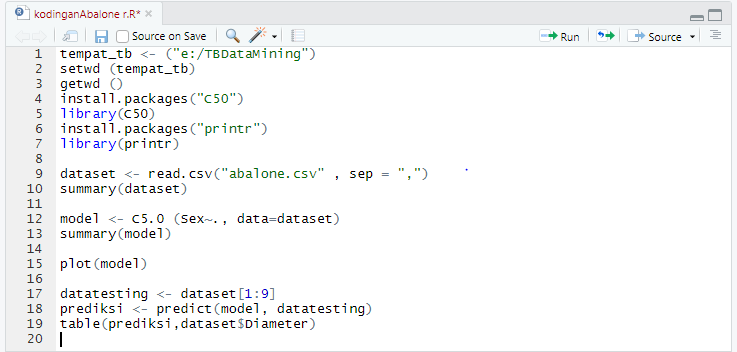 kodinganAbalone r.R*
Source on Save
Run
Source
1 tempat_tb <- ("e:/TBDataMining")
2 setwd (tempat_tb)
3 getwd ()
4 install.packages("C50")
5 library(C50)
6 install.packages("printr")
7 library(printr)
8
9 dataset <- read.csv("abalone.csv" , sep = ",")
10 summary(dataset)
11
12 model <- C5.0 (Sex~., data=dataset)
13 summary(model)
14
15 plot(model)
16
17 datatesting <- dataset[1:9]
18 prediksi <- predict(model, datatesting)
19 table(prediksi,dataset$Diameter)
20